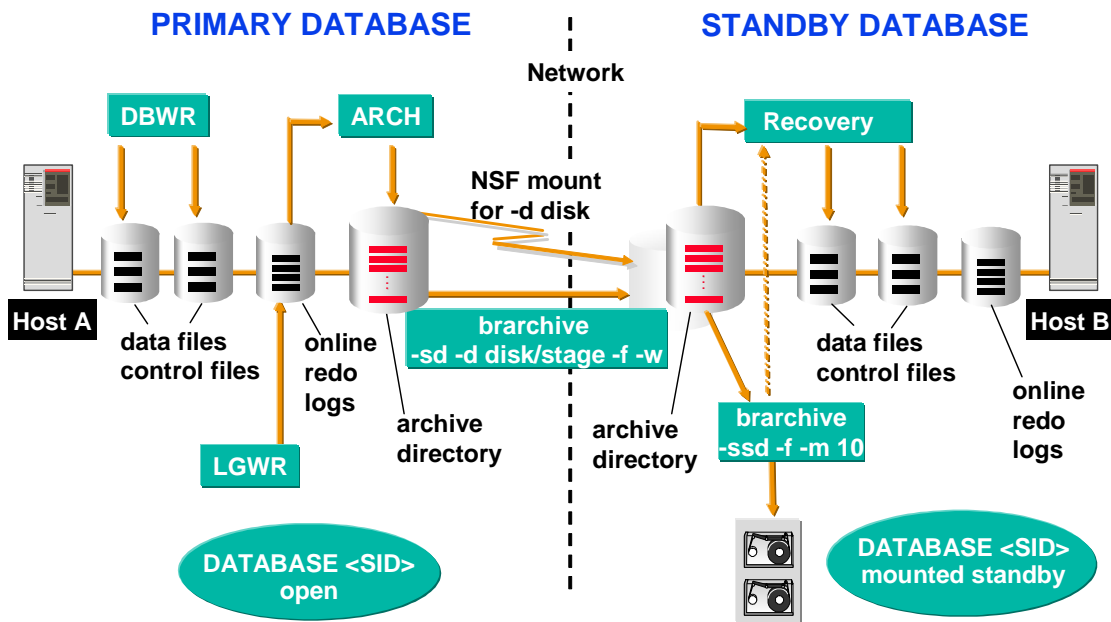 PRIMARY DATABASE
STANDBY DATABASE
Network
DBWR
ARCH
Recovery
NSF mount
for -d disk
Host A
Host B
data files
control files
online
redo
logs
brarchive
-sd -d disk/stage -f -w
archive
directory
LGWR
data files
control files
online
redo
logs
archive
directory
brarchive
-ssd -f -m 10
DATABASE <SID>
open
DATABASE <SID>
mounted standby